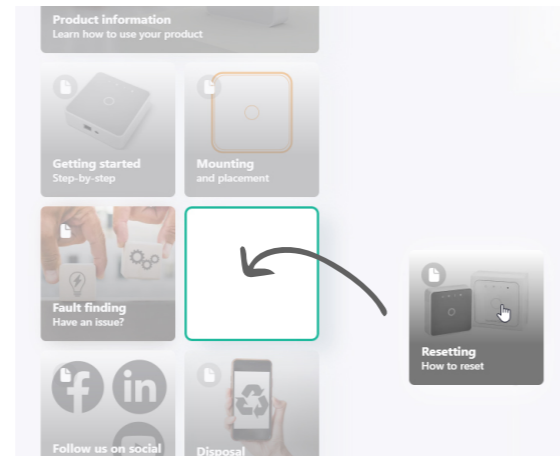 Product information
Learn how to use your product
Getting started
Step-by-step
Mounting
and placement
Fault finding
Have an issue?
Resetting
How to reset
Follow us on social
Disposal